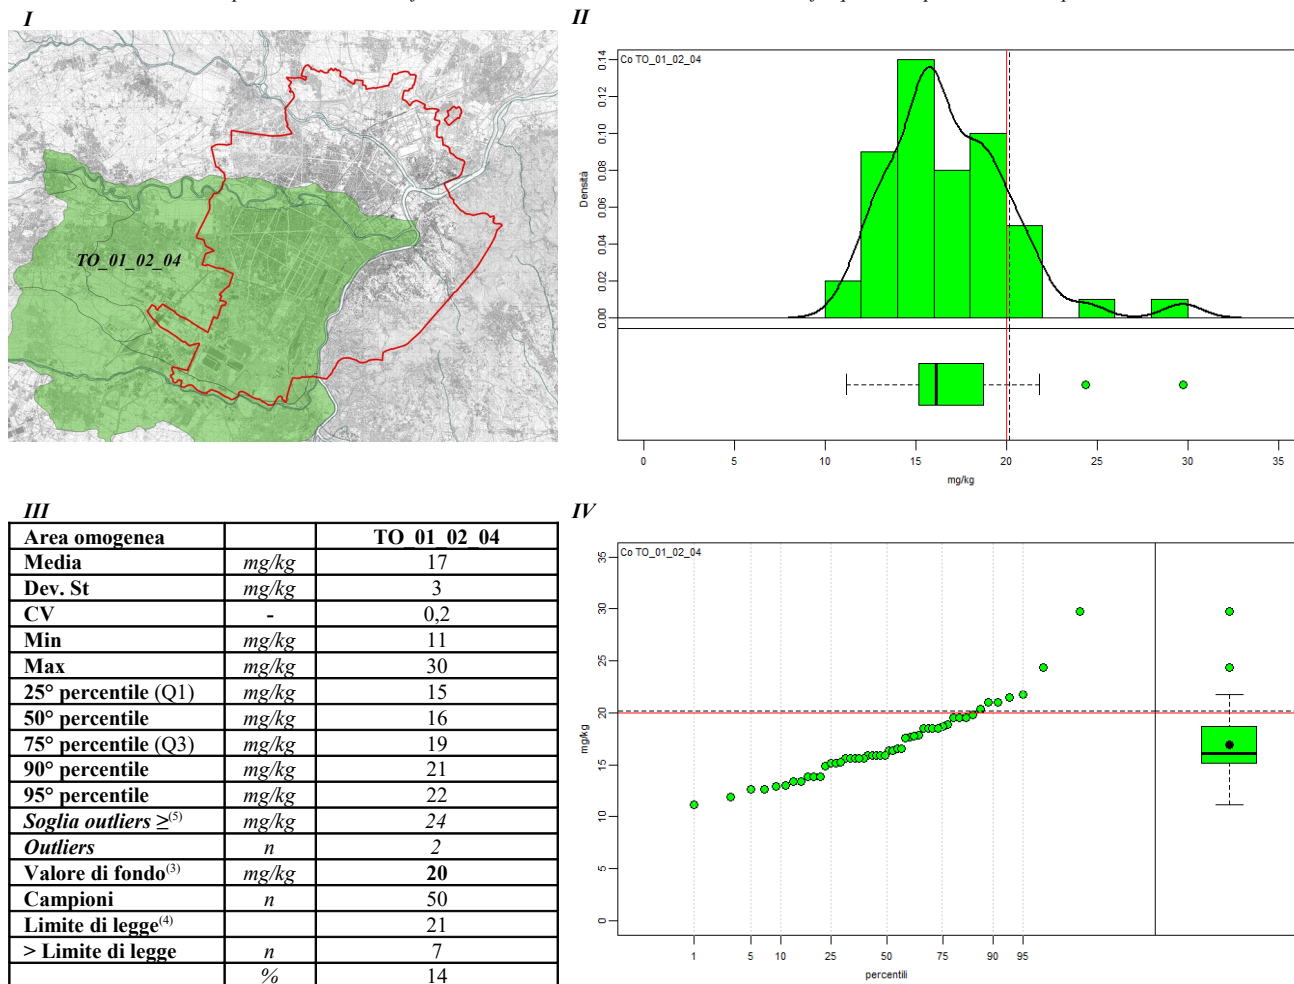 I
TO_01_02_04
II
Co TO_01_02_04
Densità
0.00 0.02 0.04 0.06 0.08 0.10 0.12 0.14
0 5 10 15 20 25 30 35
mg/kg
III
Area omogenea TO_01_02_04
Media mg/kg 17
Dev. St mg/kg 3
CV - 0,2
Min mg/kg 11
Max mg/kg 30
25° percentile (Q1) mg/kg 15
50° percentile mg/kg 16
75° percentile (Q3) mg/kg 19
90° percentile mg/kg 21
95° percentile mg/kg 22
Soglia outliers ≥(5) mg/kg 24
Outliers n 2
Valore di fondo(3) mg/kg 20
Campioni n 50
Limite di legge(4) 21
> Limite di legge n 7
% 14
IV
Co TO_01_02_04
mg/kg
0 5 10 15 20 25 30 35
1 5 10 25 50 75 90 95
percentili